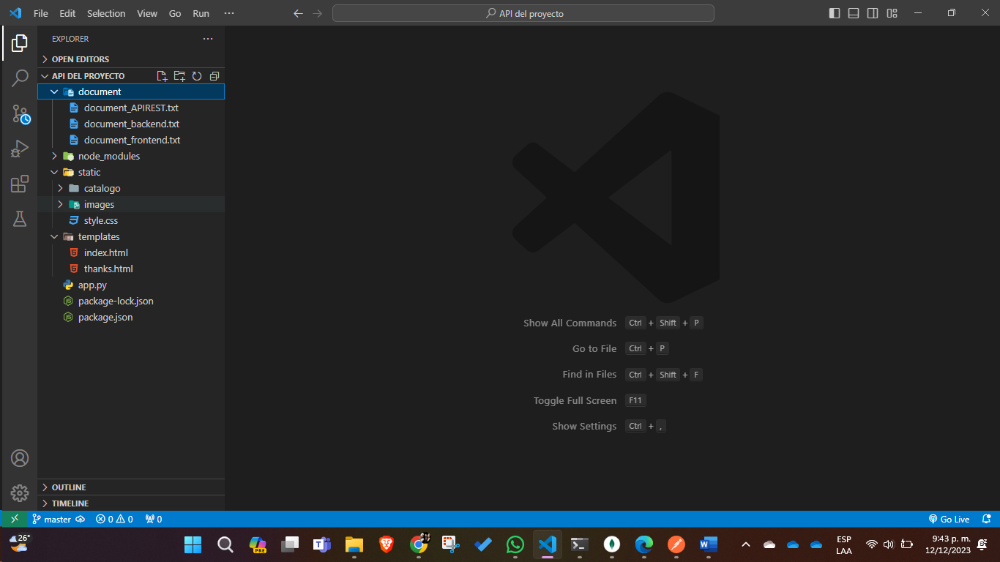 File Edit Selection View Go Run ···
API del proyecto
EXPLORER ···
OPEN EDITORS
API DEL PROYECTO
document
document_APIREST.txt
document_backend.txt
document_frontend.txt
node_modules
static
catalogo
images
style.css
templates
index.html
thanks.html
app.py
package-lock.json
package.json
Show All Commands Ctrl + Shift + P
Go to File Ctrl + P
Find in Files Ctrl + Shift + F
Toggle Full Screen F11
Show Settings Ctrl + ,
OUTLINE
TIMELINE
master 0 0 0 Go Live
26° PRE ESP 9:43 p. m.
LAA 12/12/2023